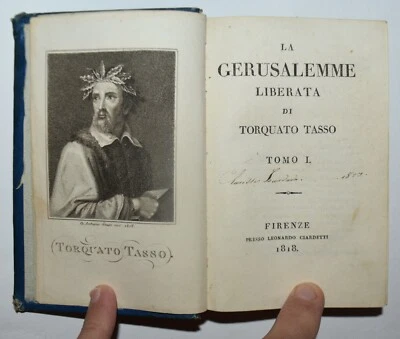 TORQUATO TASSO.
LA
GERUSALEMME
LIBERATA
DI
TORQUATO TASSO
TOMO I.
FIRENZE
PRESSO LEONARDO CIARDETTI
1818.